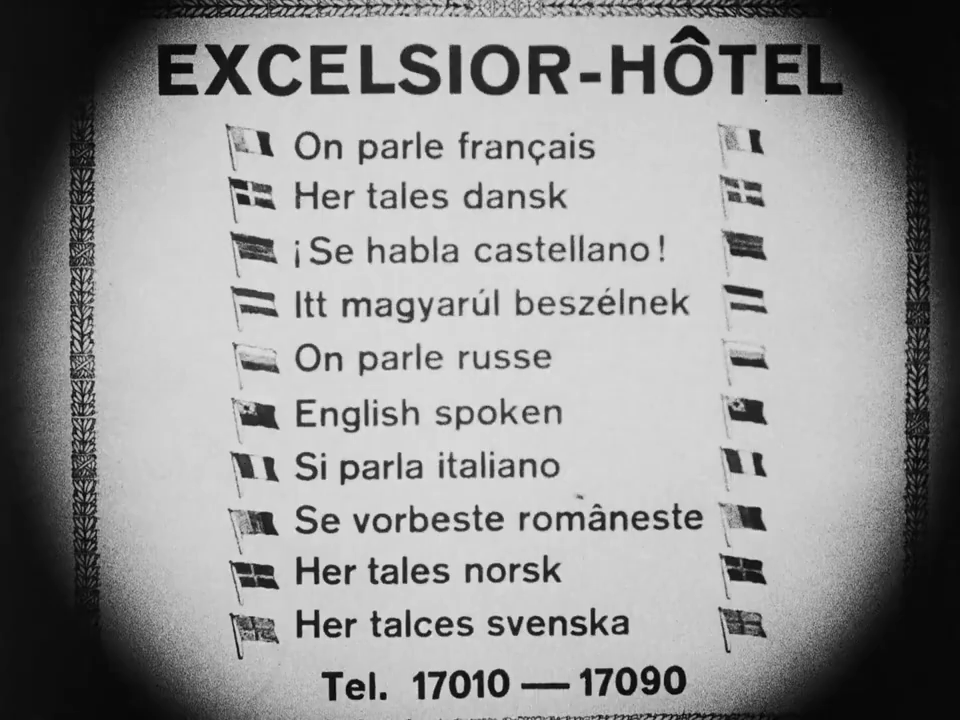 EXCELSIOR-HÔTEL
On parle français
Her tales dansk
¡Se habla castellano!
Itt magyarúl beszélnek
On parle russe
English spoken
Si parla italiano
Se vorbeste româneste
Her tales norsk
Her talces svenska
Tel. 17010 — 17090